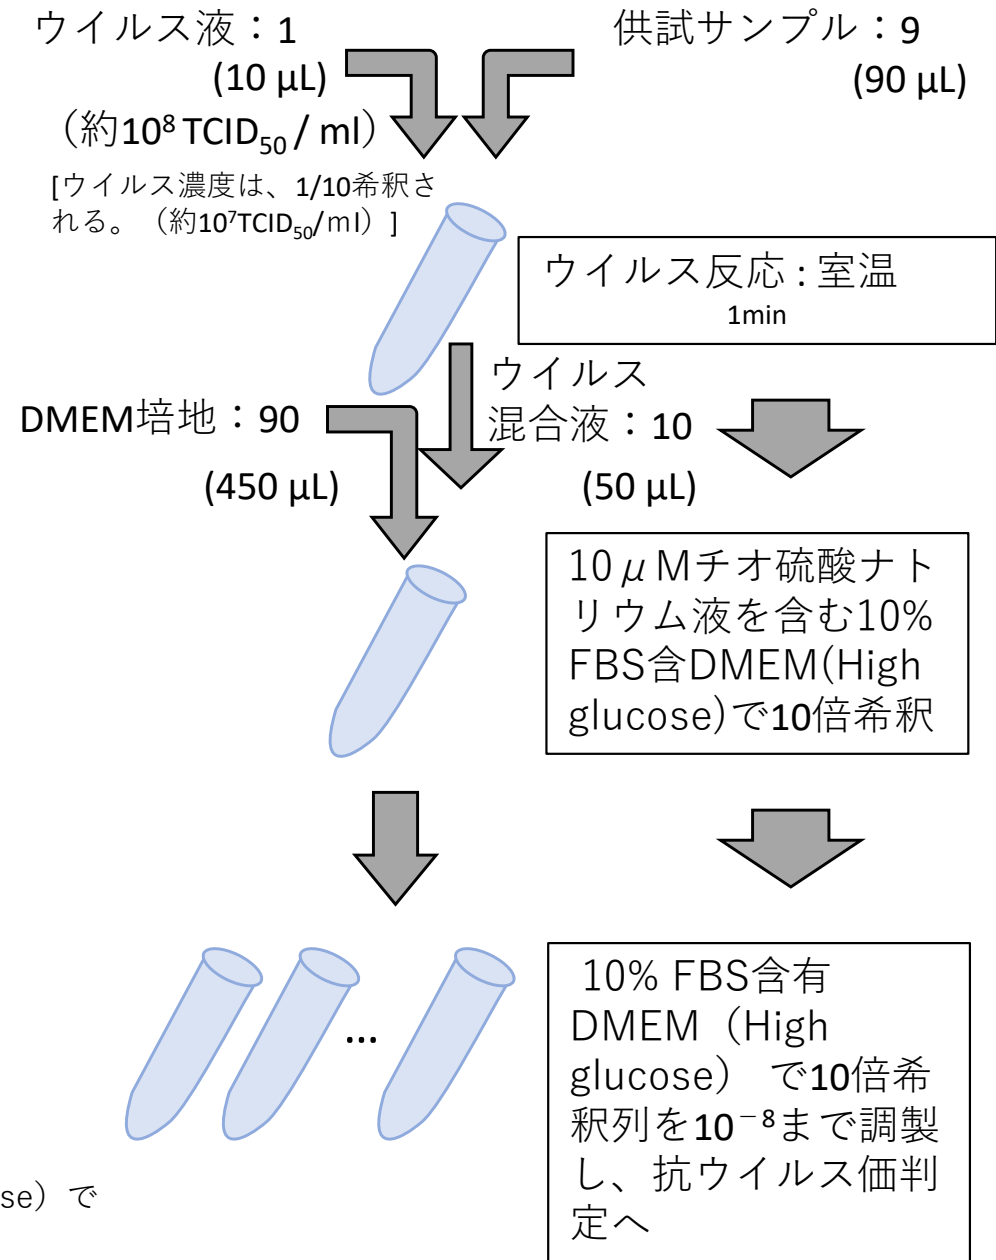 ウイルス液：1
(10 µL)
（約10⁸ TCID₅₀ / ml）
[ウイルス濃度は、1/10希釈さ
れる。（約10⁷TCID₅₀/ml）]
供試サンプル：9
(90 µL)
ウイルス反応 : 室温
1min
DMEM培地：90
(450 µL)
ウイルス
混合液：10
(50 µL)
10μMチオ硫酸ナト
リウム液を含む10%
FBS含DMEM(High
glucose)で10倍希釈
...
10% FBS含有
DMEM（High
glucose） で10倍希
釈列を10⁻⁸まで調製
し、抗ウイルス価判
定へ
se）で